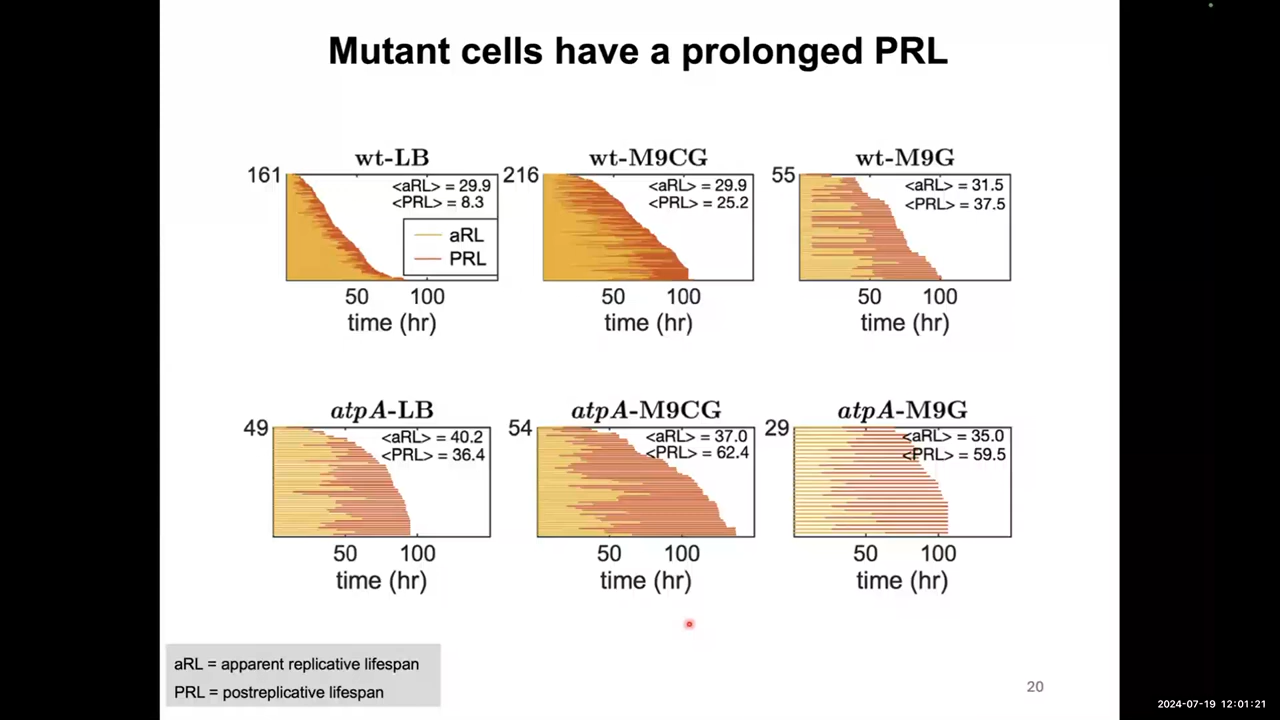 Mutant cells have a prolonged PRL
wt-LB
161
<aRL> = 29.9
<PRL> = 8.3
aRL
PRL
50 100
time (hr)
wt-M9CG
216
<aRL> = 29.9
<PRL> = 25.2
50 100
time (hr)
wt-M9G
55
<aRL> = 31.5
<PRL> = 37.5
50 100
time (hr)
atpA-LB
49
<aRL> = 40.2
<PRL> = 36.4
50 100
time (hr)
atpA-M9CG
54
<aRL> = 37.0
<PRL> = 62.4
50 100
time (hr)
atpA-M9G
29
<aRL> = 35.0
<PRL> = 59.5
50 100
time (hr)
aRL = apparent replicative lifespan
PRL = postreplicative lifespan
20
2024-07-19 12:01:21